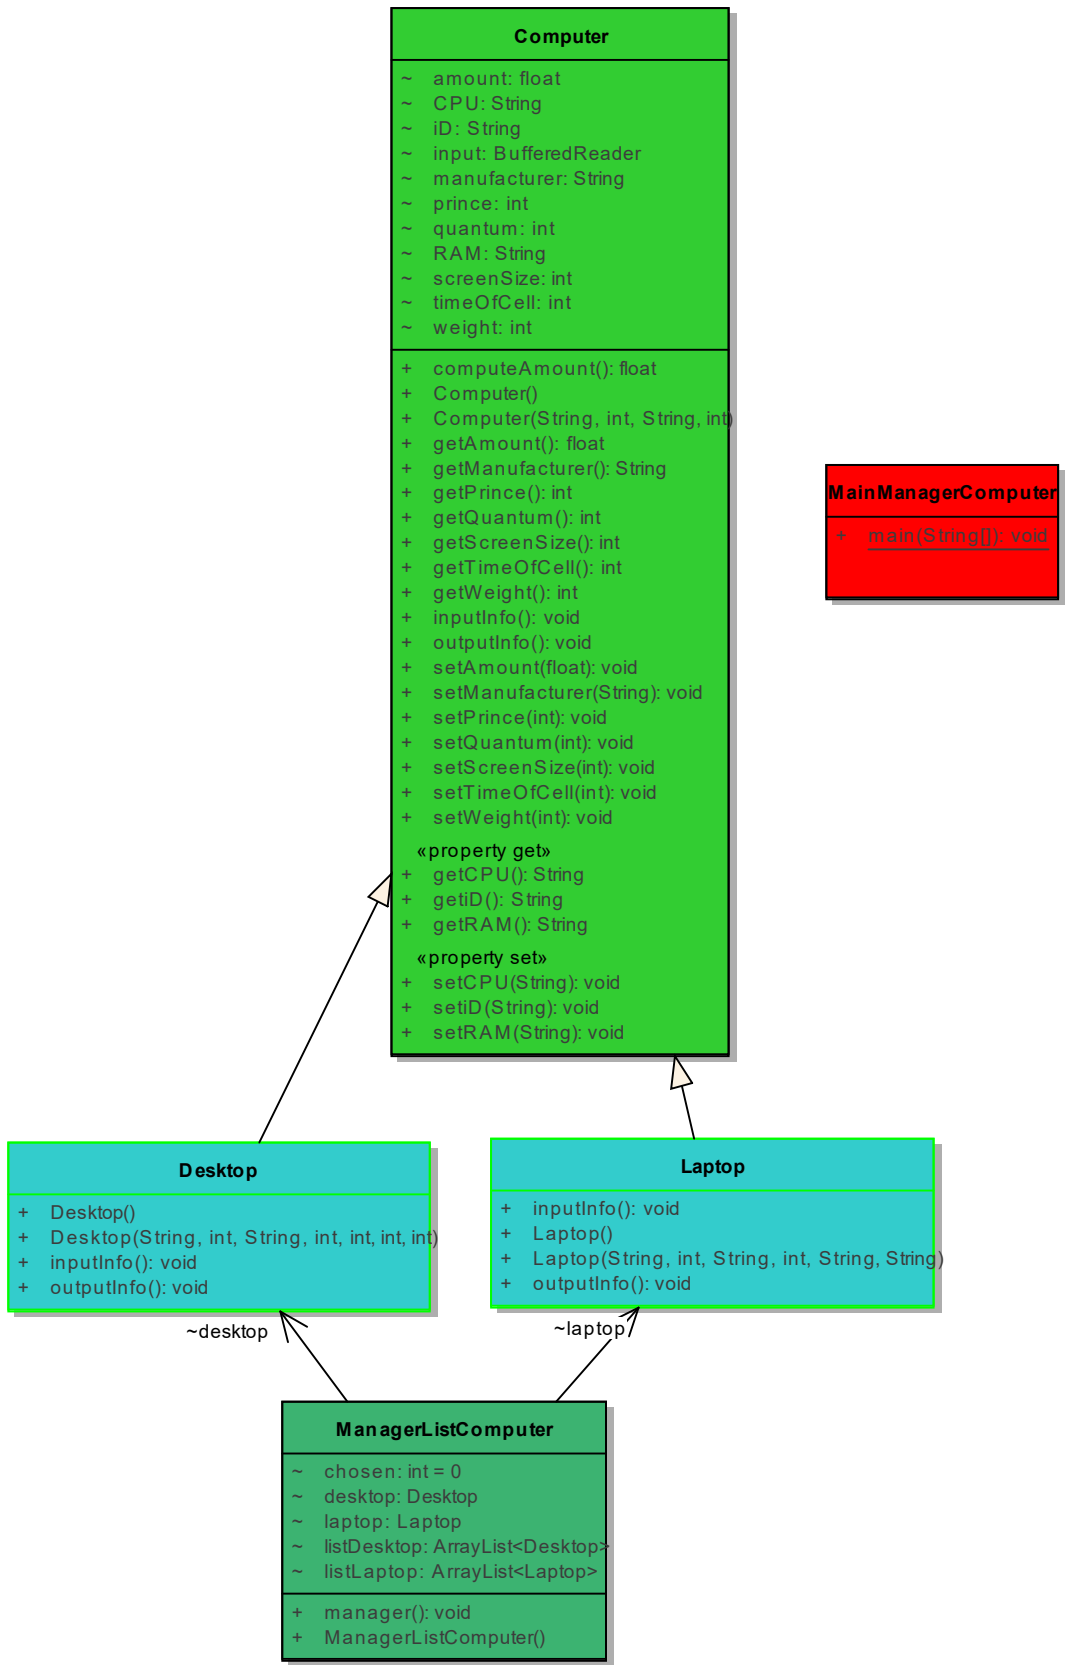 Computer
~ amount: float
~ CPU: String
~ iD: String
~ input: BufferedReader
~ manufacturer: String
~ prince: int
~ quantum: int
~ RAM: String
~ screenSize: int
~ timeOfCell: int
~ weight: int
+ computeAmount(): float
+ Computer()
+ Computer(String, int, String, int)
+ getAmount(): float
+ getManufacturer(): String
+ getPrince(): int
+ getQuantum(): int
+ getScreenSize(): int
+ getTimeOfCell(): int
+ getWeight(): int
+ inputInfo(): void
+ outputInfo(): void
+ setAmount(float): void
+ setManufacturer(String): void
+ setPrince(int): void
+ setQuantum(int): void
+ setScreenSize(int): void
+ setTimeOfCell(int): void
+ setWeight(int): void
«property get»
+ getCPU(): String
+ getiD(): String
+ getRAM(): String
«property set»
+ setCPU(String): void
+ setiD(String): void
+ setRAM(String): void
MainManagerComputer
+ main(String[]): void
Desktop
+ Desktop()
+ Desktop(String, int, String, int, int, int, int)
+ inputInfo(): void
+ outputInfo(): void
Laptop
+ inputInfo(): void
+ Laptop()
+ Laptop(String, int, String, int, String, String)
+ outputInfo(): void
~desktop
~laptop
ManagerListComputer
~ chosen: int = 0
~ desktop: Desktop
~ laptop: Laptop
~ listDesktop: ArrayList<Desktop>
~ listLaptop: ArrayList<Laptop>
+ manager(): void
+ ManagerListComputer()